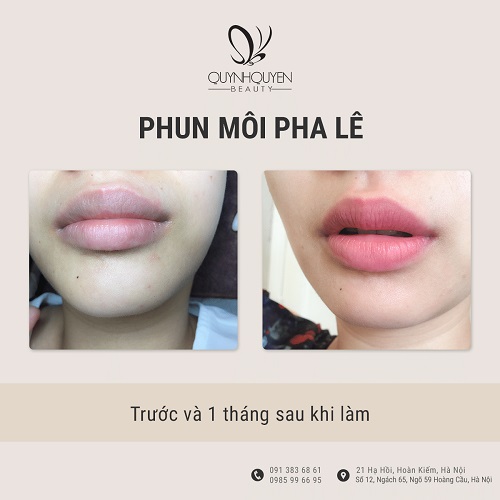 QUYNHQUYEN
BEAUTY
PHUN MÔI PHA LÊ
Trước và 1 tháng sau khi làm
091 383 68 61
0985 99 66 95
21 Hạ Hồi, Hoàn Kiếm, Hà Nội
Số 12, Ngách 65, Ngõ 59 Hoàng Cầu, Hà Nội